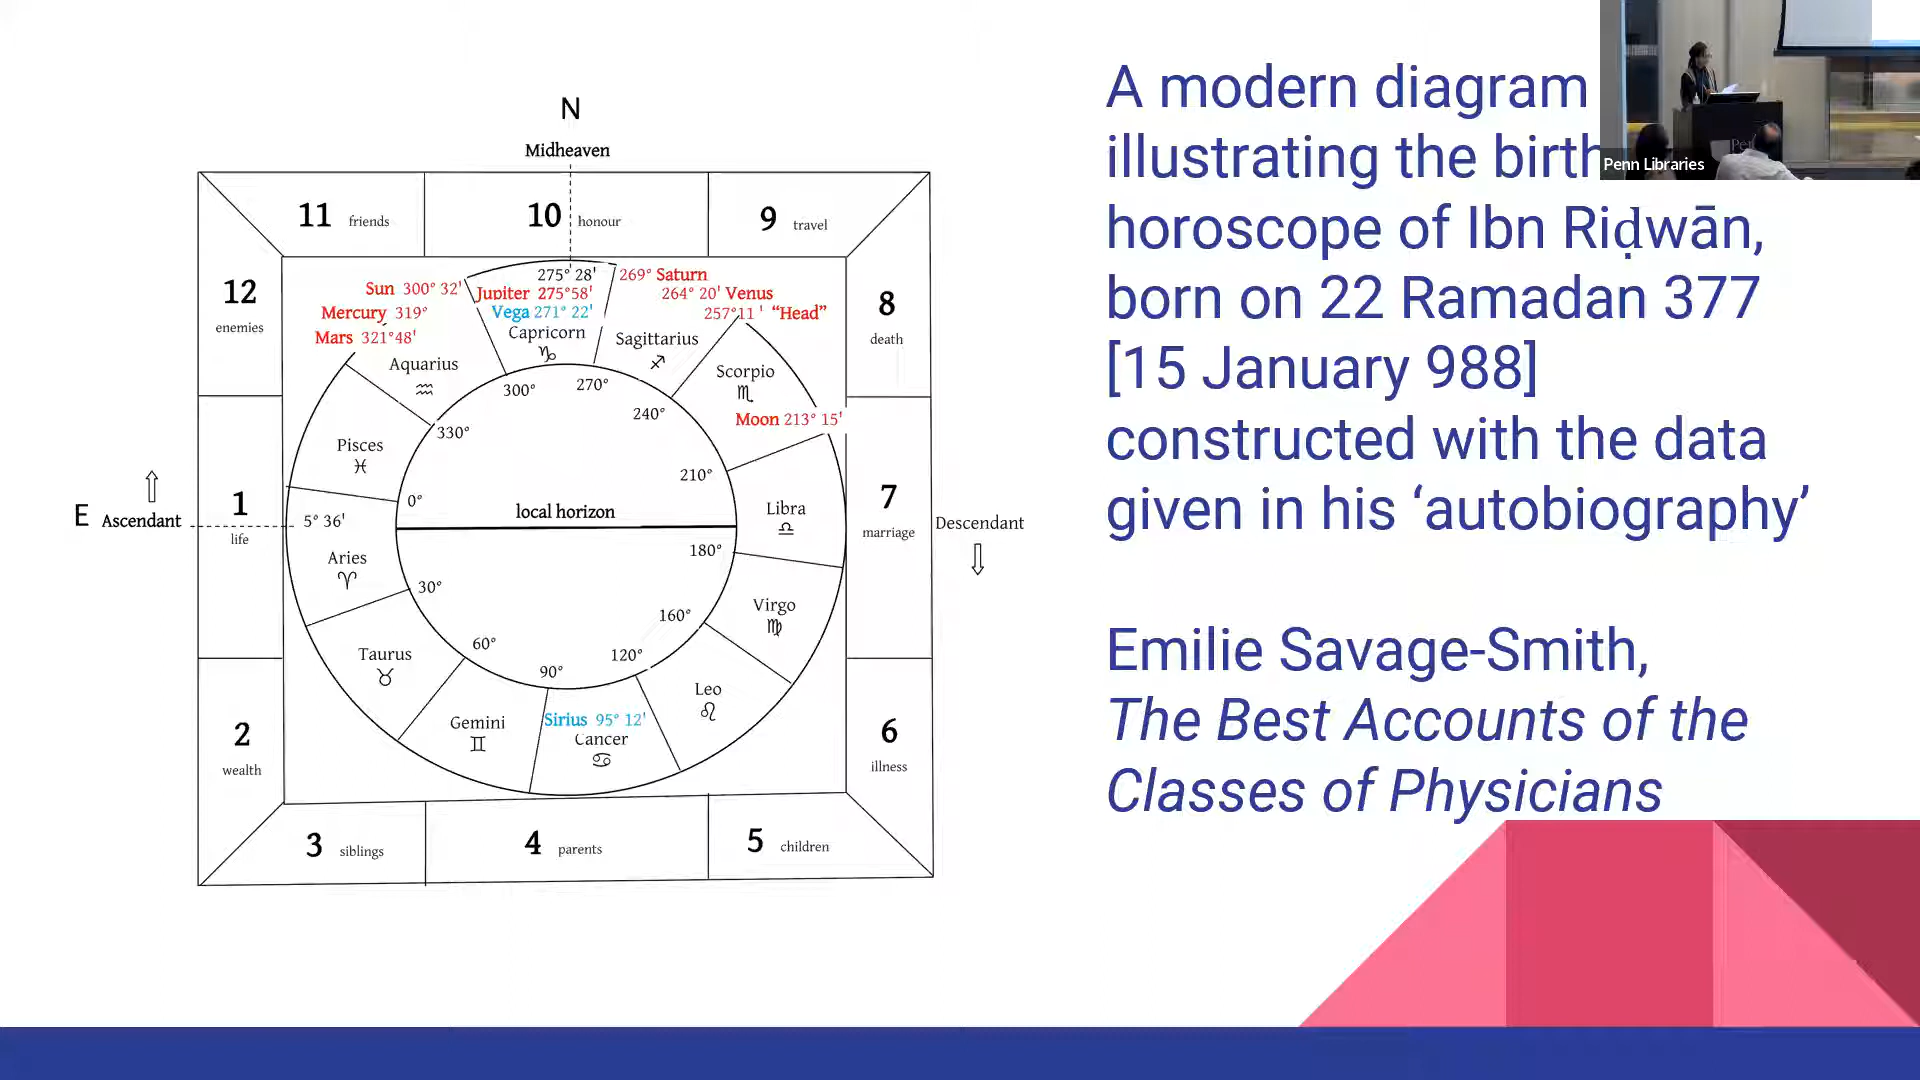 A modern diagram
illustrating the birth
horoscope of Ibn Riḍwān,
born on 22 Ramadan 377
[15 January 988]
constructed with the data
given in his ‘autobiography’
Emilie Savage-Smith,
The Best Accounts of the
Classes of Physicians
Penn Libraries
N
Midheaven
11 friends
10 honour
9 travel
12
enemies
8
death
275° 28'
269° Saturn
Sun 300° 32'
Jupiter 275°58'
264° 20' Venus
Mercury 319°
Vega 271° 22'
257°11' “Head”
Mars 321°48'
Capricorn
♑
Sagittarius
♐
Aquarius
♒
Scorpio
♏
Moon 213° 15'
300°
270°
240°
330°
210°
Pisces
♓
0°
E Ascendant
1
life
5° 36'
local horizon
Libra
♎
7
marriage
Descendant
180°
Aries
♈
30°
160°
Virgo
♍
60°
120°
90°
Taurus
♉
Leo
♌
Gemini
♊
Sirius 95° 12'
Cancer
♋
2
wealth
6
illness
3 siblings
4 parents
5 children